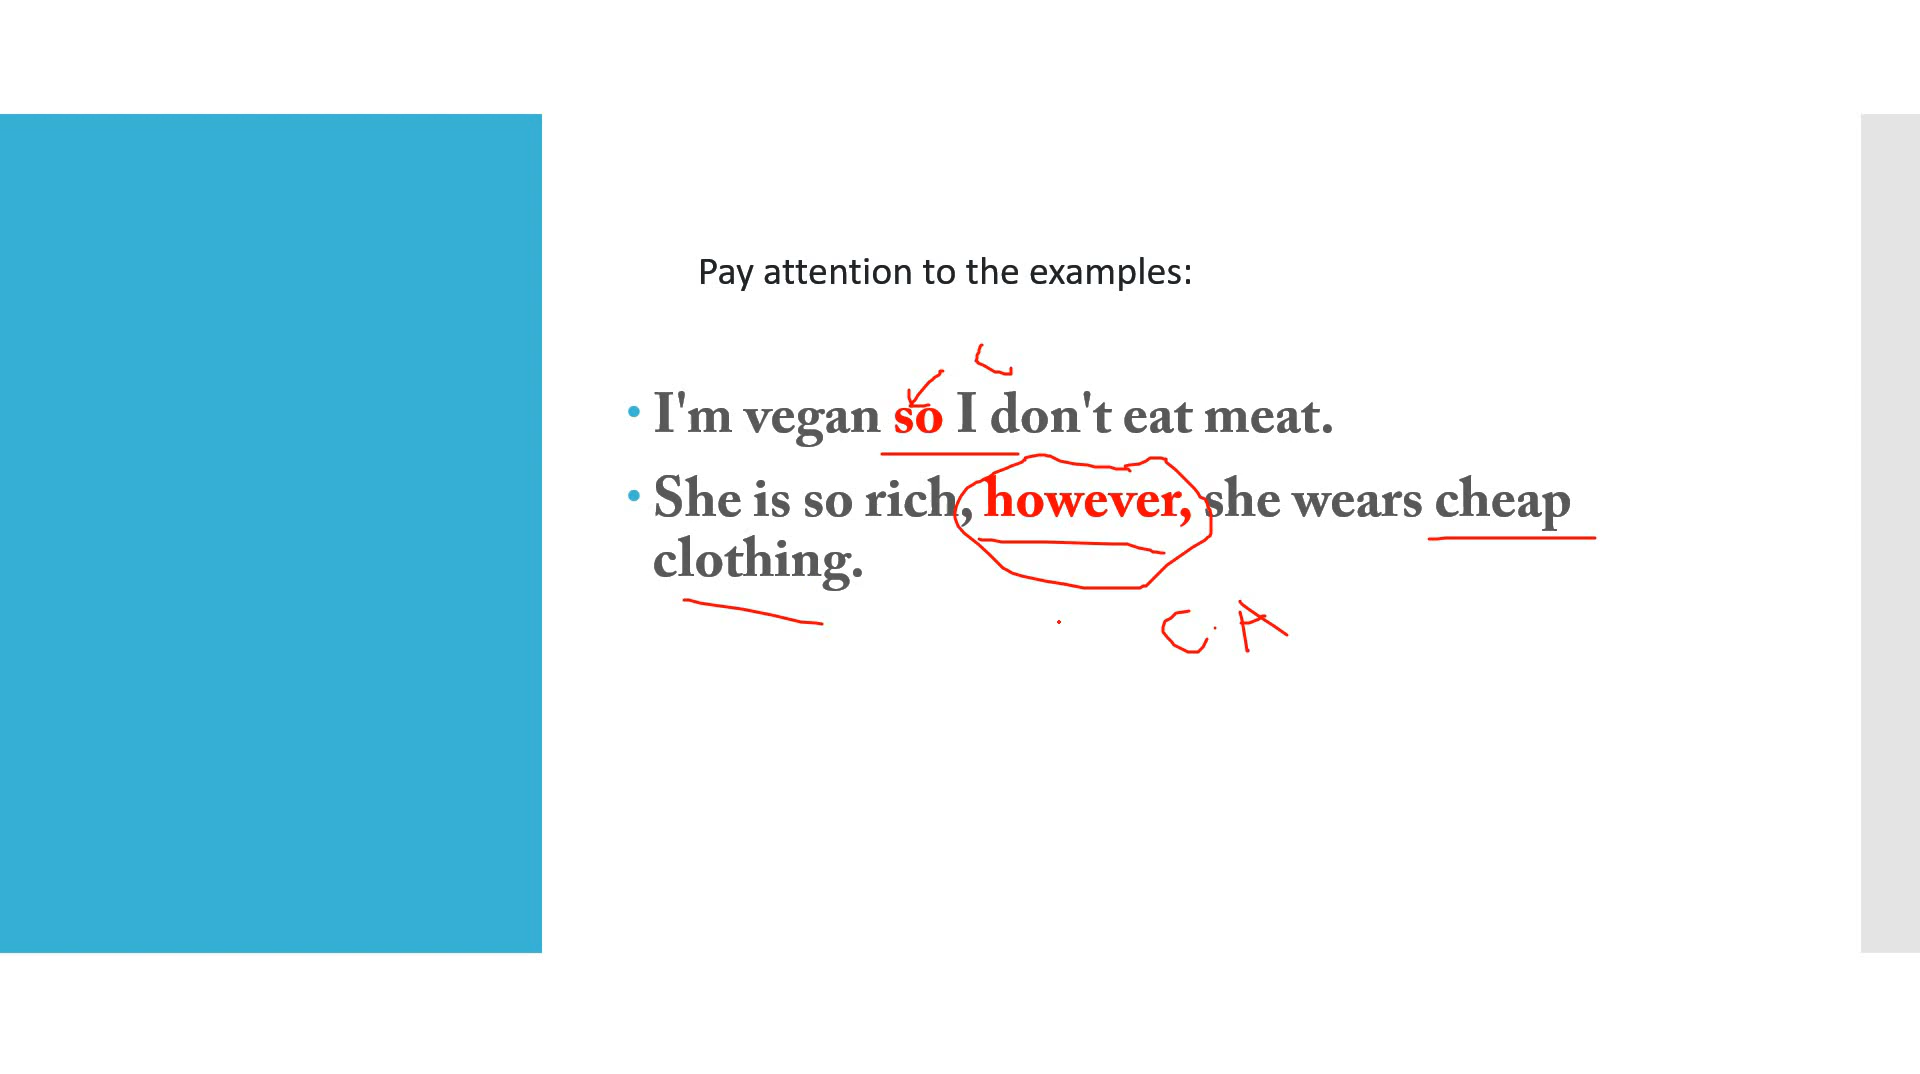 Pay attention to the examples:
C
• I'm vegan so I don't eat meat.
• She is so rich, however, she wears cheap
clothing.
C.A